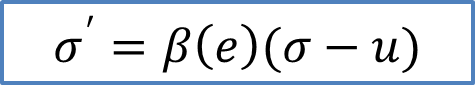 σ′ = β(e)(σ − u)